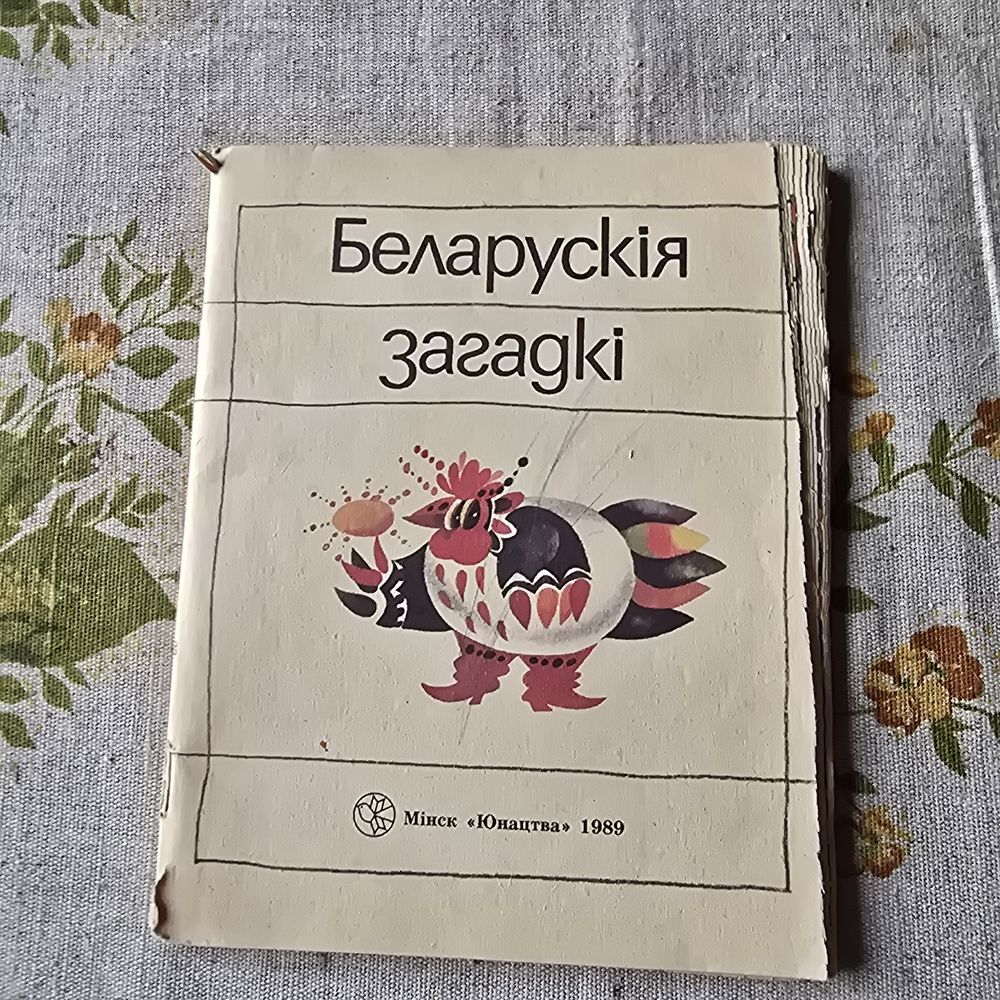 Беларускія
загадкі
Мінск «Юнацтва» 1989